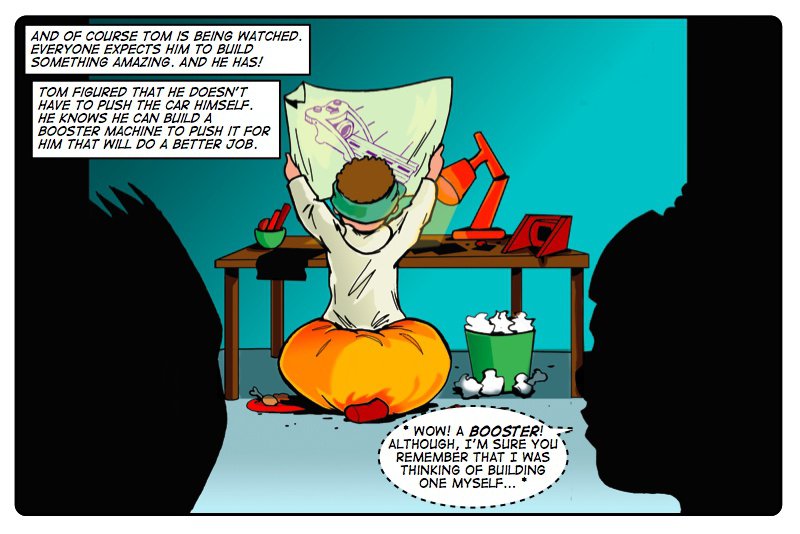 AND OF COURSE TOM IS BEING WATCHED.
EVERYONE EXPECTS HIM TO BUILD
SOMETHING AMAZING. AND HE HAS!
TOM FIGURED THAT HE DOESN'T
HAVE TO PUSH THE CAR HIMSELF.
HE KNOWS HE CAN BUILD A
BOOSTER MACHINE TO PUSH IT FOR
HIM THAT WILL DO A BETTER JOB.
* WOW! A BOOSTER!
ALTHOUGH, I'M SURE YOU
REMEMBER THAT I WAS
THINKING OF BUILDING
ONE MYSELF... *